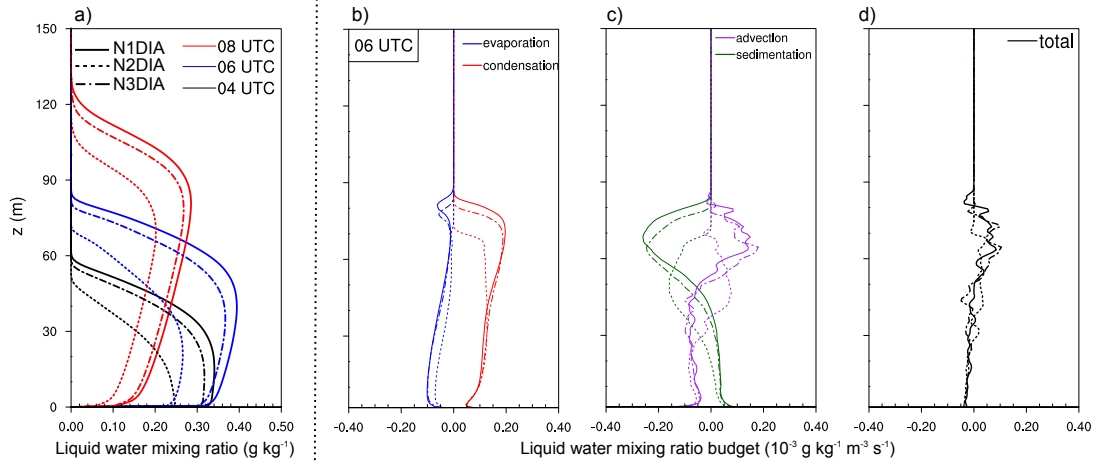 a)
b)
c)
d)
150
120
90
60
30
0
z (m)
N1DIA
N2DIA
N3DIA
08 UTC
06 UTC
04 UTC
06 UTC
evaporation
condensation
advection
sedimentation
total
0.00 0.10 0.20 0.30 0.40 0.50
-0.40 -0.20 0.00 0.20 0.40
-0.40 -0.20 0.00 0.20 0.40
-0.40 -0.20 0.00 0.20 0.40
Liquid water mixing ratio (g kg⁻¹)
Liquid water mixing ratio budget (10⁻³ g kg⁻¹ m⁻³ s⁻¹)